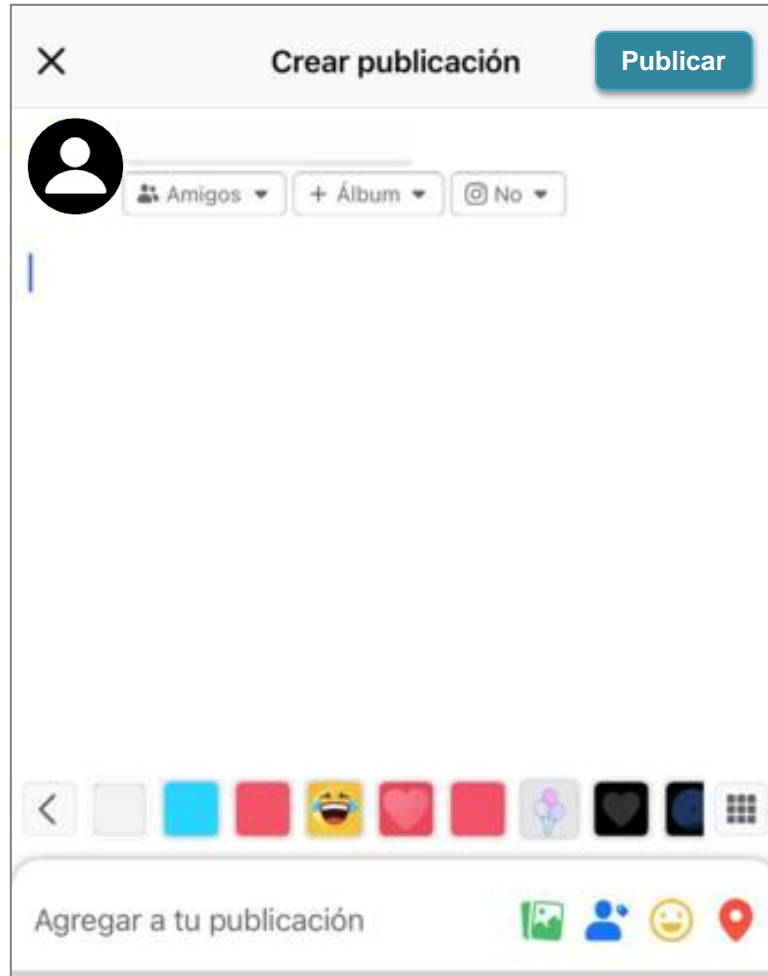 Crear publicación
Publicar
Amigos
+ Álbum
No
Agregar a tu publicación